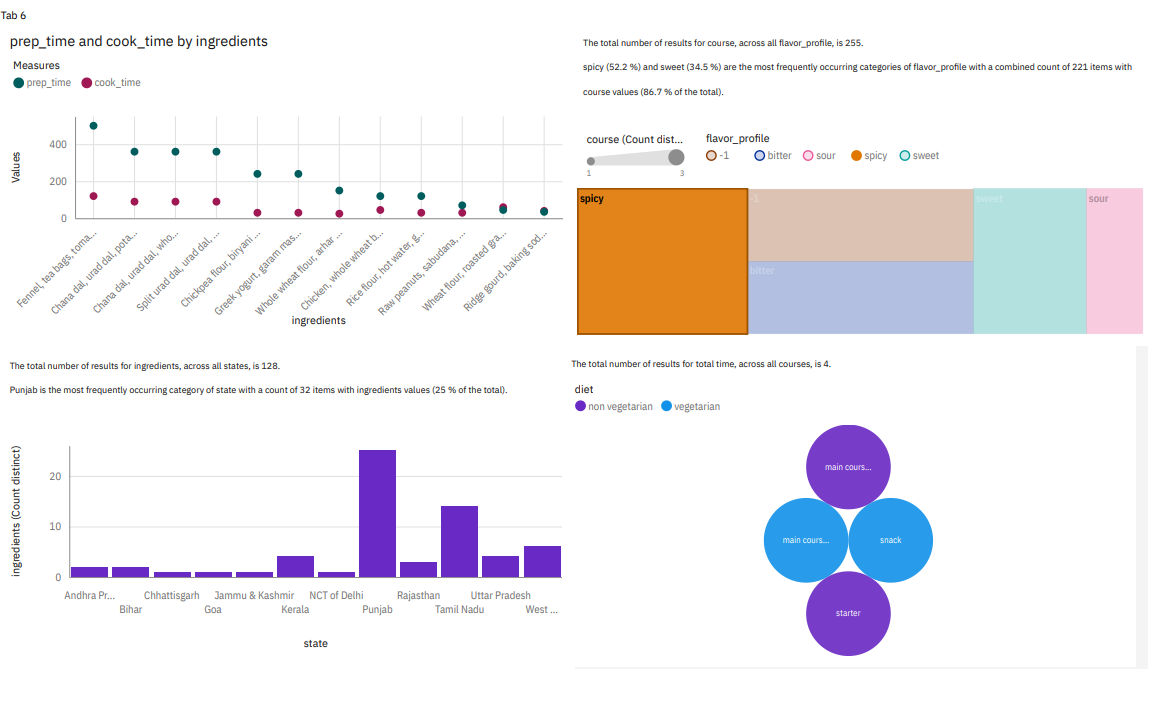 Tab 6
prep_time and cook_time by ingredients
Measures
prep_time cook_time
Values
400
200
0
Fennel, tea bags, toma...
Chana dal, urad dal, pota...
Chana dal, urad dal, who...
Split urad dal, urad dal, ...
Chickpea flour, biryani ...
Greek yogurt, garam mas...
Whole wheat flour, arhar ...
Chicken, whole wheat b...
Rice flour, hot water, g...
Raw peanuts, sabudana, ...
Wheat flour, roasted gra...
Ridge gourd, baking sod...
ingredients
The total number of results for course, across all flavor_profile, is 255.
spicy (52.2 %) and sweet (34.5 %) are the most frequently occurring categories of flavor_profile with a combined count of 221 items with
course values (86.7 % of the total).
course (Count dist... flavor_profile
-1 bitter sour spicy sweet
1 3
spicy -1 sweet sour
bitter
The total number of results for ingredients, across all states, is 128.
Punjab is the most frequently occurring category of state with a count of 32 items with ingredients values (25 % of the total).
ingredients (Count distinct)
20
10
0
Andhra Pr... Chhattisgarh Jammu & Kashmir NCT of Delhi Rajasthan Uttar Pradesh
Bihar Goa Kerala Punjab Tamil Nadu West ...
state
The total number of results for total time, across all courses, is 4.
diet
non vegetarian vegetarian
main cours...
main cours... snack
starter